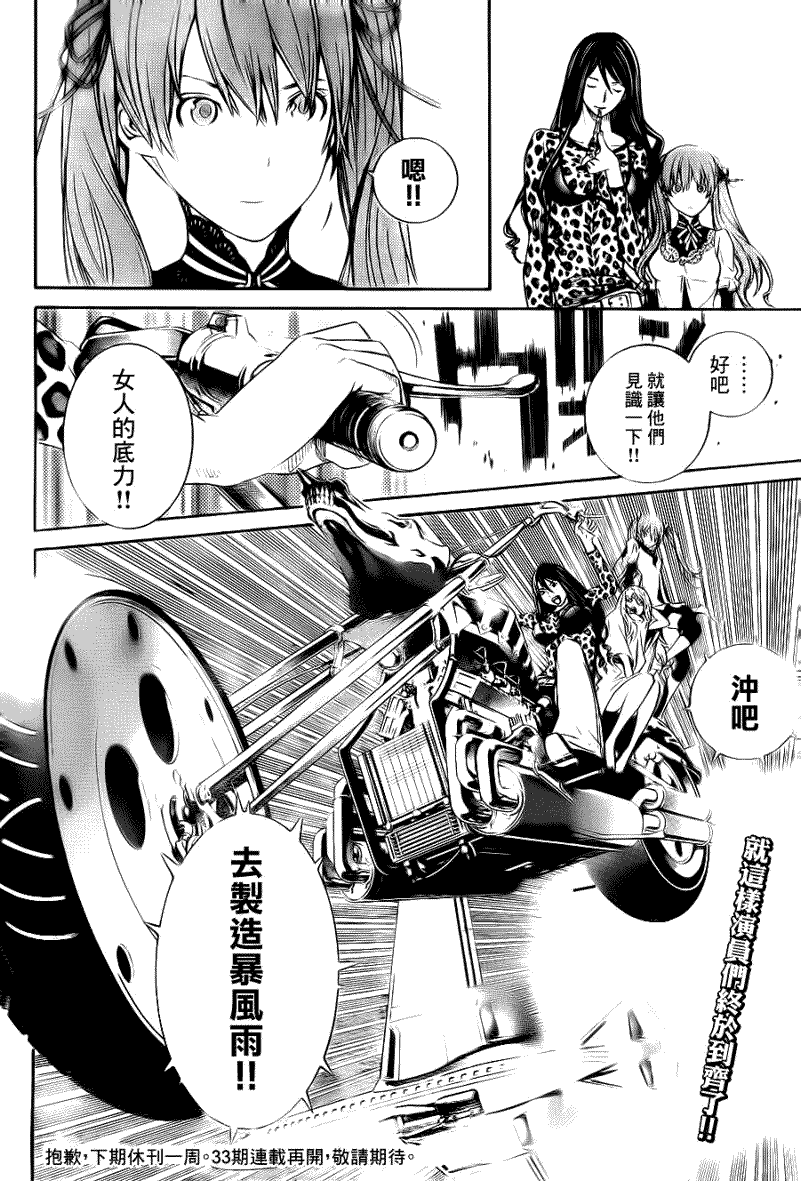 嗯!!
……
好吧
就讓他們
見識一下!!
女人的底力!!
沖吧
去製造暴風雨!!
就這樣演員們終於到齊了!!
抱歉,下期休刊一周。33期連載再開,敬請期待。